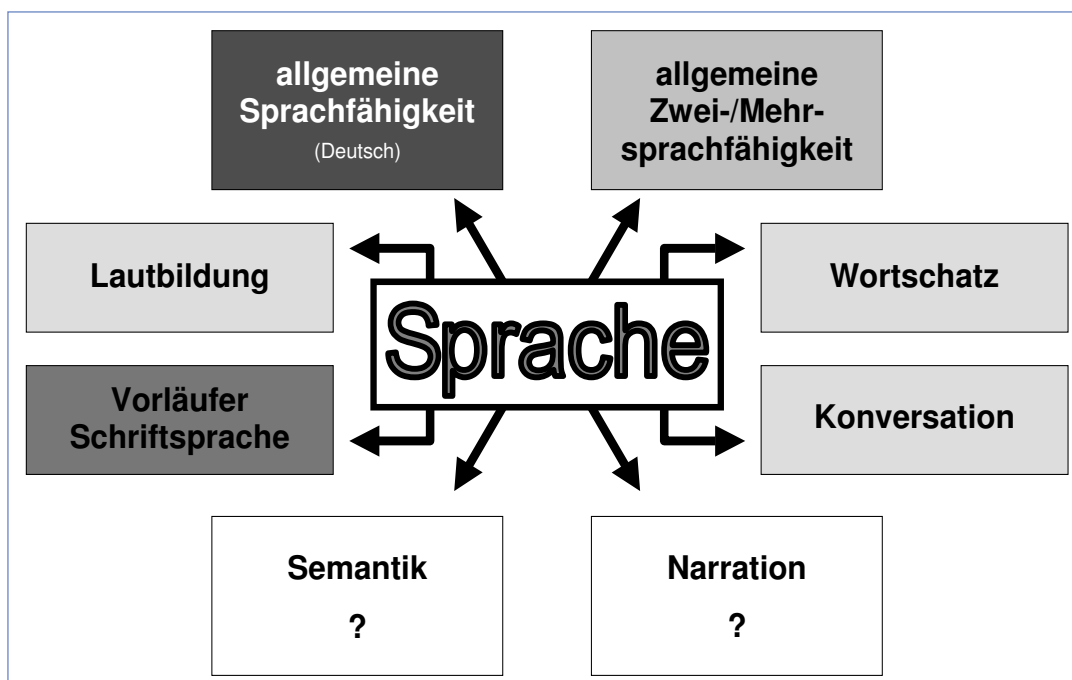 allgemeine
Sprachfähigkeit
(Deutsch)
allgemeine
Zwei-/Mehr-
sprachfähigkeit
Lautbildung
Wortschatz
Sprache
Vorläufer
Schriftsprache
Konversation
Semantik
?
Narration
?